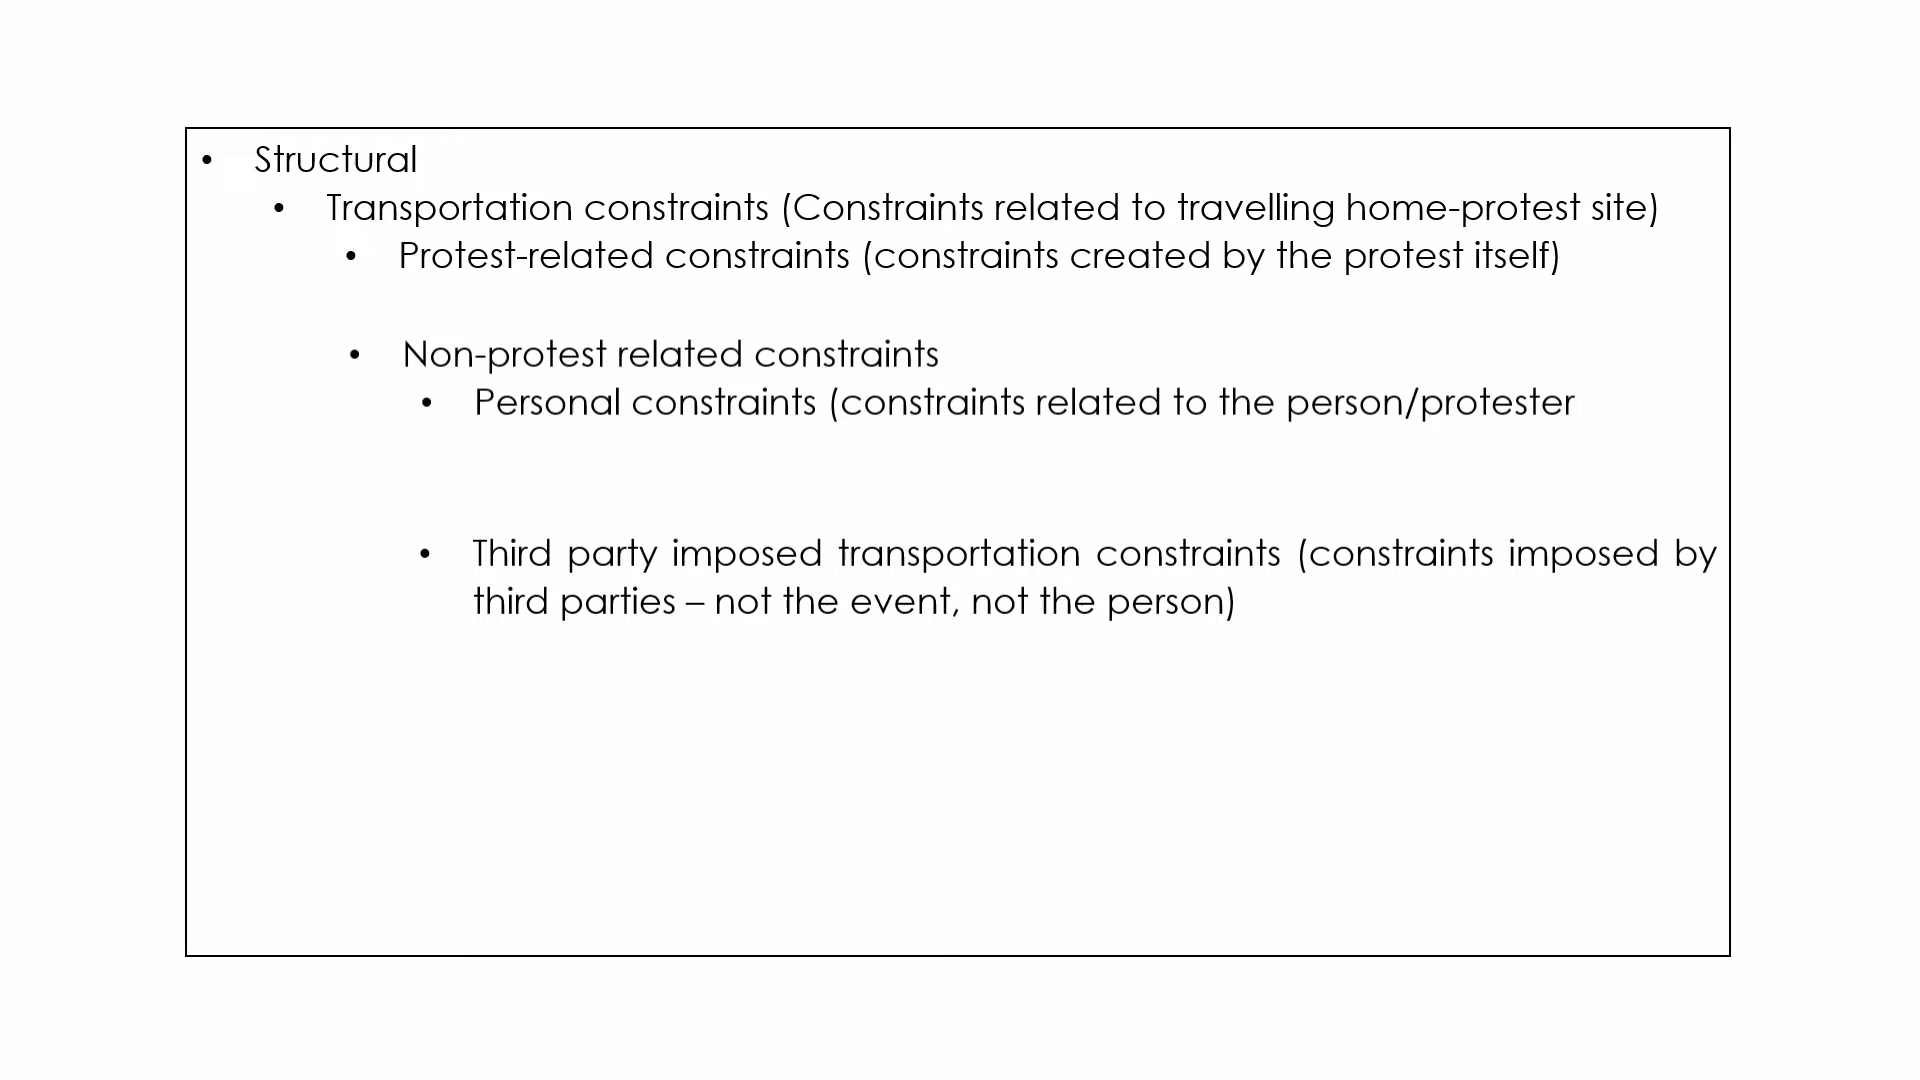 • Structural
• Transportation constraints (Constraints related to travelling home-protest site)
• Protest-related constraints (constraints created by the protest itself)
• Non-protest related constraints
• Personal constraints (constraints related to the person/protester
• Third party imposed transportation constraints (constraints imposed by
third parties – not the event, not the person)